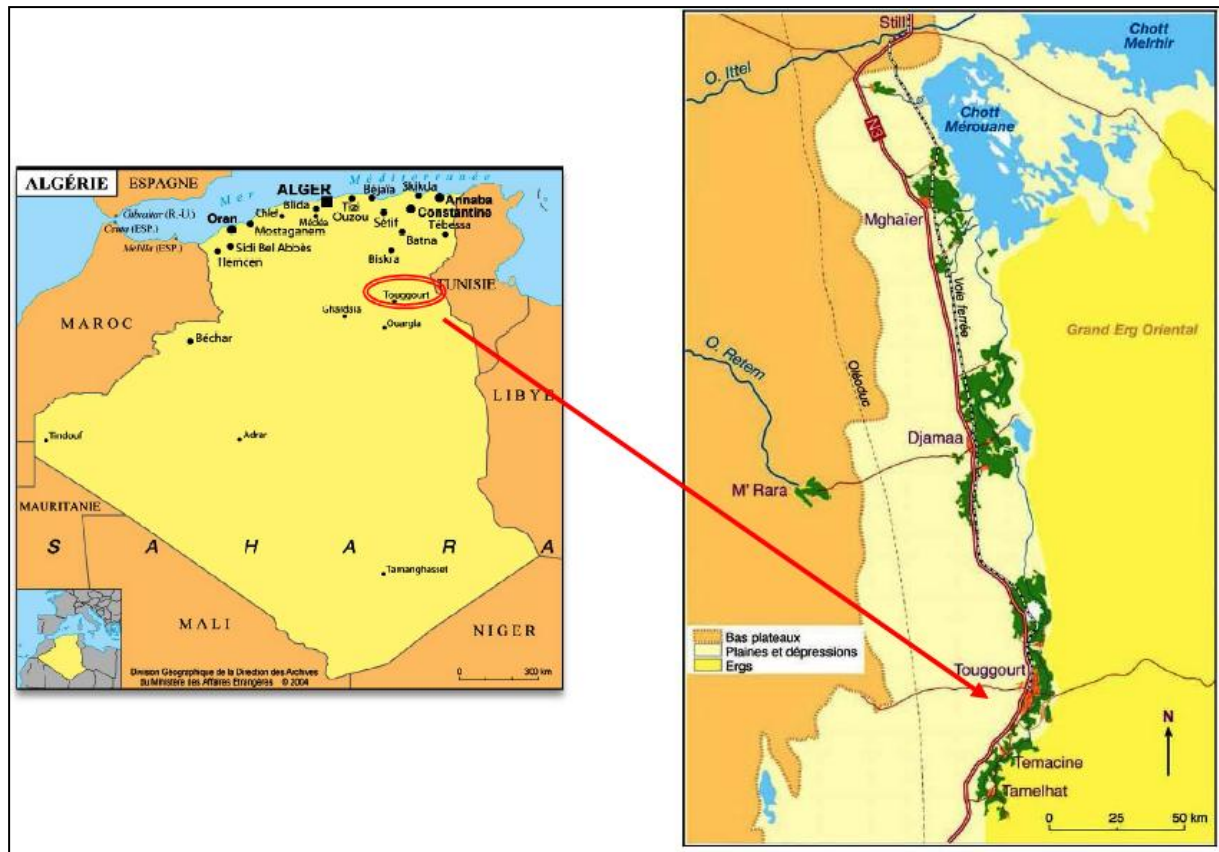 ALGÉRIE
ESPAGNE
Mer Méditerranée
Gibraltar (R.-U.)
Ceuta (ESP.)
Melilla (ESP.)
ALGER
Blida
Chlef
Médéa
Tizi
Ouzou
Béjaïa
Skikda
Annaba
Constantine
Sétif
Oran
Mostaganem
Sidi Bel Abbès
Tlemcen
Batna
Tébessa
Biskra
TUNISIE
Touggourt
Ghardaïa
Ouargla
MAROC
Béchar
LIBYE
Tindouf
Adrar
MAURITANIE
S A H A R A
Tamanghasset
MALI
NIGER
Division Géographique de la Direction des Archives
du Ministère des Affaires Etrangères © 2004
0 300 km
Still
Chott
Melrhir
O. Ittel
Chott
Mérouane
N3
Mghaïer
Voie ferrée
Grand Erg Oriental
O. Retem
Oléoduc
Djamaa
M' Rara
Bas plateaux
Plaines et dépressions
Ergs
Touggourt
N
Temacine
Tamelhat
0 25 50 km